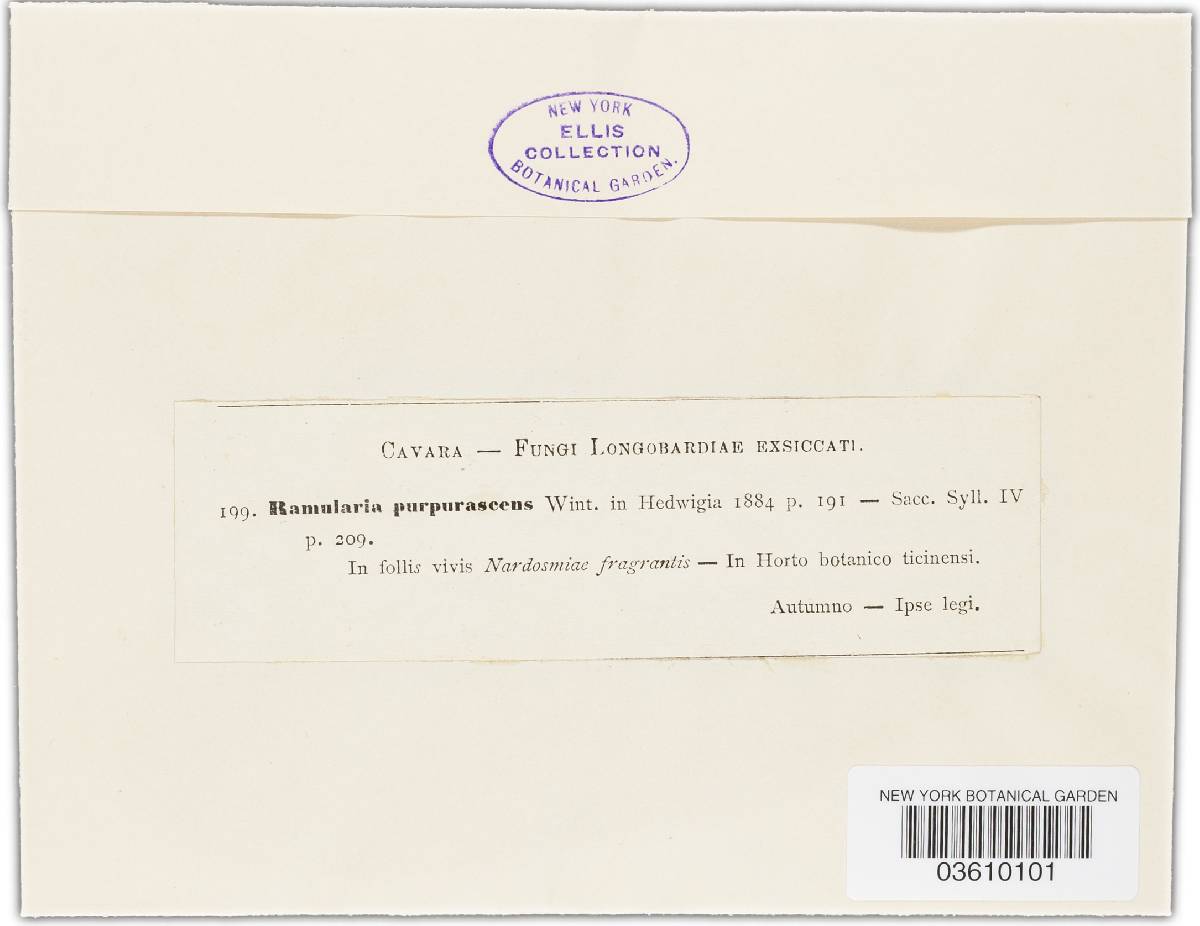 NEW YORK
ELLIS
COLLECTION
BOTANICAL GARDEN.
CAVARA — FUNGI LONGOBARDIAE EXSICCATI.
199. Ramularia purpurascens Wint. in Hedwigia 1884 p. 191 — Sacc. Syll. IV
p. 209.
In follis vivis Nardosmiae fragrantis — In Horto botanico ticinensi.
Autumno — Ipse legi.
NEW YORK BOTANICAL GARDEN
03610101